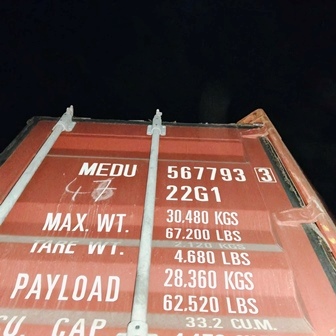 MEDU 567793 3
22G1
MAX. WT. 30,480 KGS
67.200 LBS
TARE WT. 2.120 KGS
4.680 LBS
PAYLOAD 28,360 KGS
62,520 LBS
CU. CAP. 33.2 CU.M.